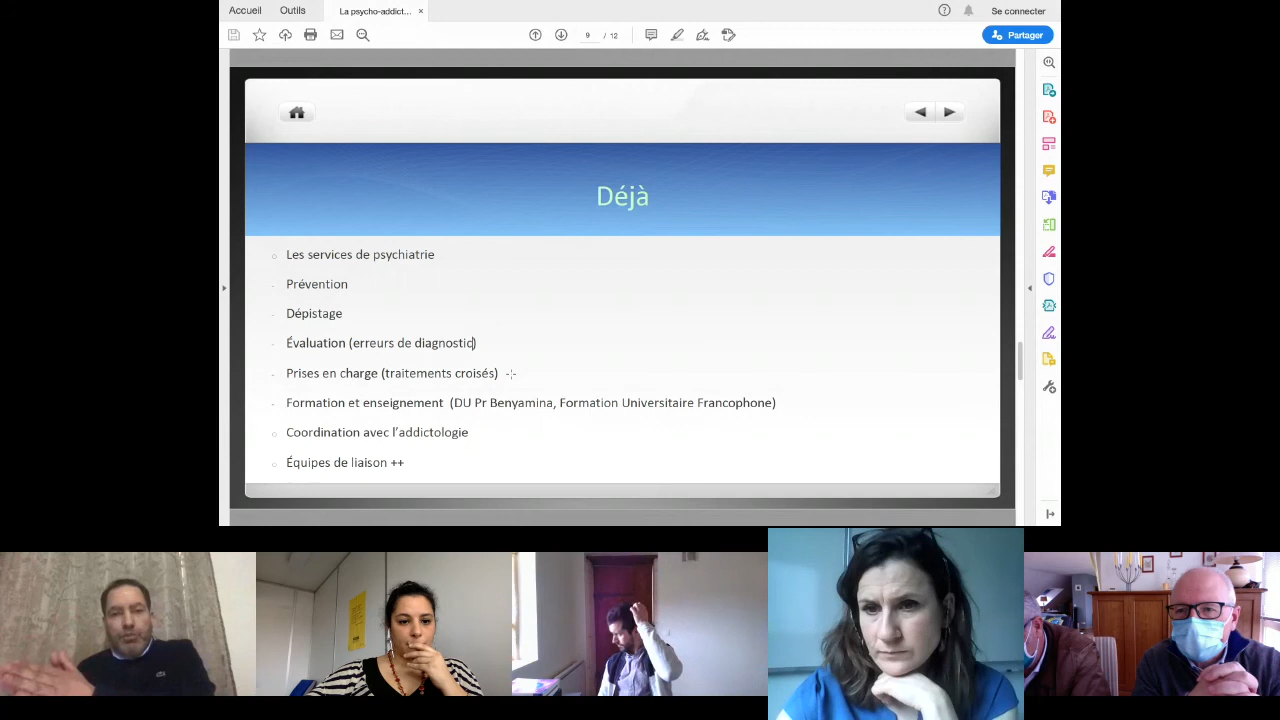 Accueil Outils La psycho-addict... × Se connecter
9 / 12 Partager
Déjà
Les services de psychiatrie
Prévention
Dépistage
Évaluation (erreurs de diagnostic)
Prises en charge (traitements croisés)
Formation et enseignement (DU Pr Benyamina, Formation Universitaire Francophone)
Coordination avec l'addictologie
Équipes de liaison ++